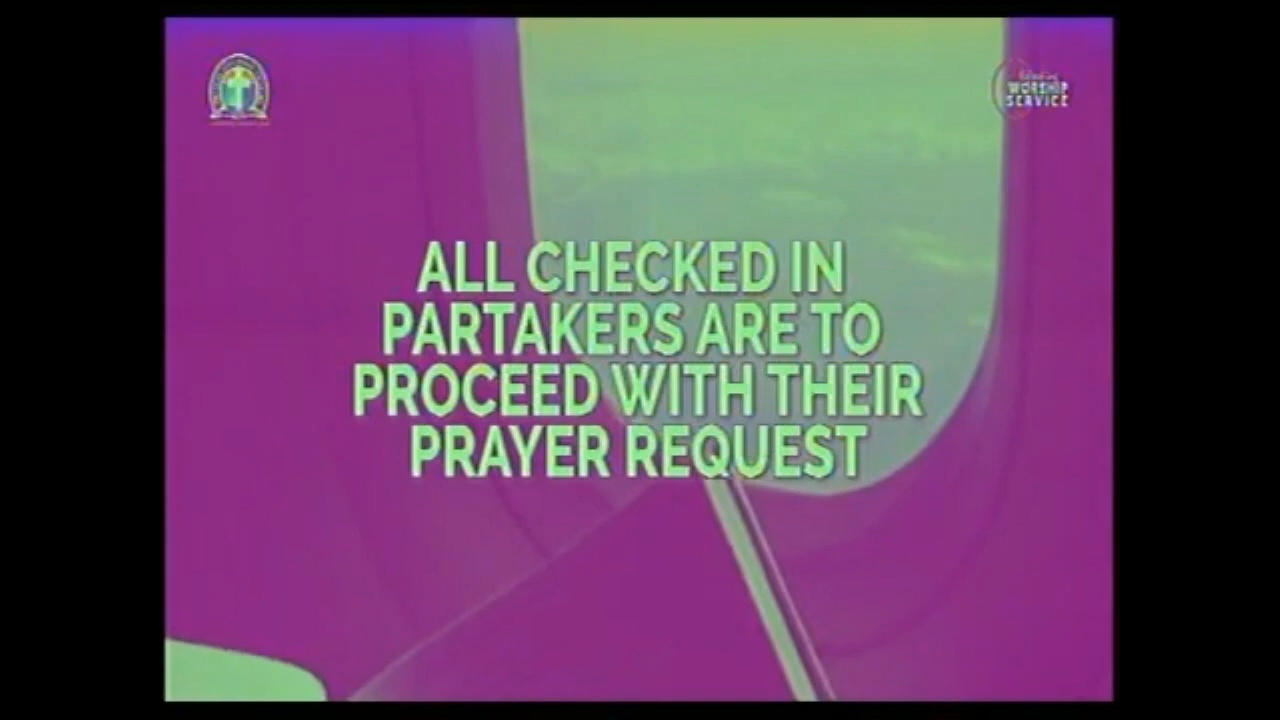 WORSHIP
SERVICE
ALL CHECKED IN
PARTAKERS ARE TO
PROCEED WITH THEIR
PRAYER REQUEST